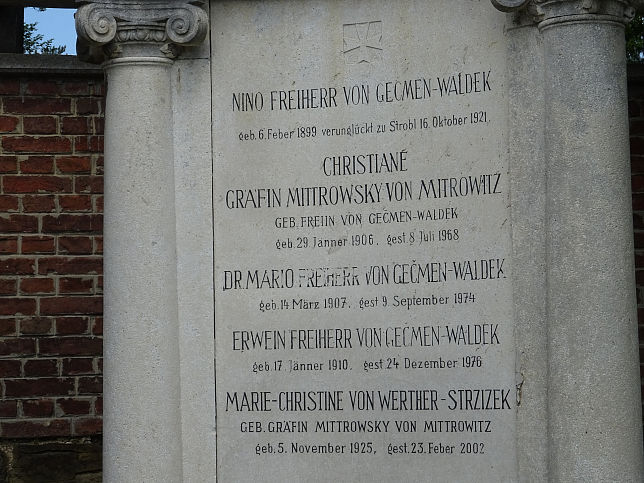 NINO FREIHERR VON GEČMEN-WALDEK
geb. 6. Feber 1899 verunglückt zu Strobl 16. Oktober 1921
CHRISTIANE
GRÄFIN MITTROWSKY VON MITROWITZ
GEB. FREIIN VON GEČMEN-WALDEK
geb. 29. Jänner 1906, gest. 8. Juli 1968
DR. MARIO FREIHERR VON GEČMEN-WALDEK
geb. 14. März 1907, gest. 9. September 1974
ERWEIN FREIHERR VON GEČMEN-WALDEK
geb. 17. Jänner 1910, gest. 24. Dezember 1976
MARIE-CHRISTINE VON WERTHER-STRZIZEK
GEB. GRÄFIN MITTROWSKY VON MITTROWITZ
geb. 5. November 1925, gest. 23. Feber 2002